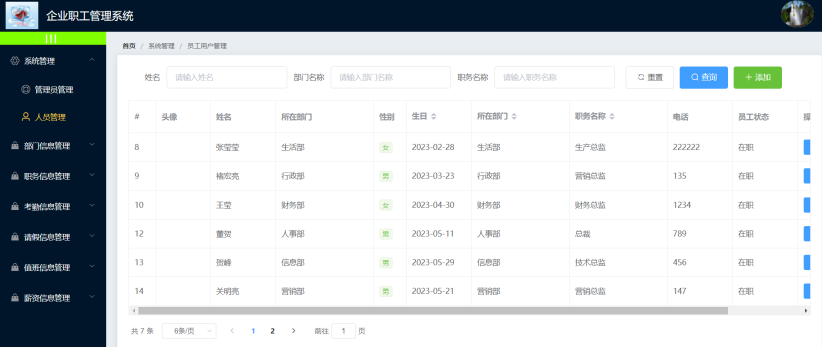 企业职工管理系统
首页 / 系统管理 / 员工用户管理
系统管理
管理员管理
人员管理
部门信息管理
职务信息管理
考勤信息管理
请假信息管理
值班信息管理
薪资信息管理
姓名 请输入姓名 部门名称 请输入部门名称 职务名称 请输入职务名称 重置 查询 添加
# 头像 姓名 所在部门 性别 生日 所在部门 职务名称 电话 员工状态
8 张莹莹 生活部 女 2023-02-28 生活部 生产总监 222222 在职
9 褚宏亮 行政部 男 2023-03-23 行政部 营销总监 135 在职
10 王莹 财务部 女 2023-04-30 财务部 财务总监 1234 在职
12 董贺 人事部 男 2023-05-11 人事部 总裁 789 在职
13 贺峰 信息部 男 2023-05-29 信息部 技术总监 456 在职
14 关明亮 营销部 男 2023-05-21 营销部 营销总监 147 在职
共 7 条 6条/页 1 2 前往 1 页